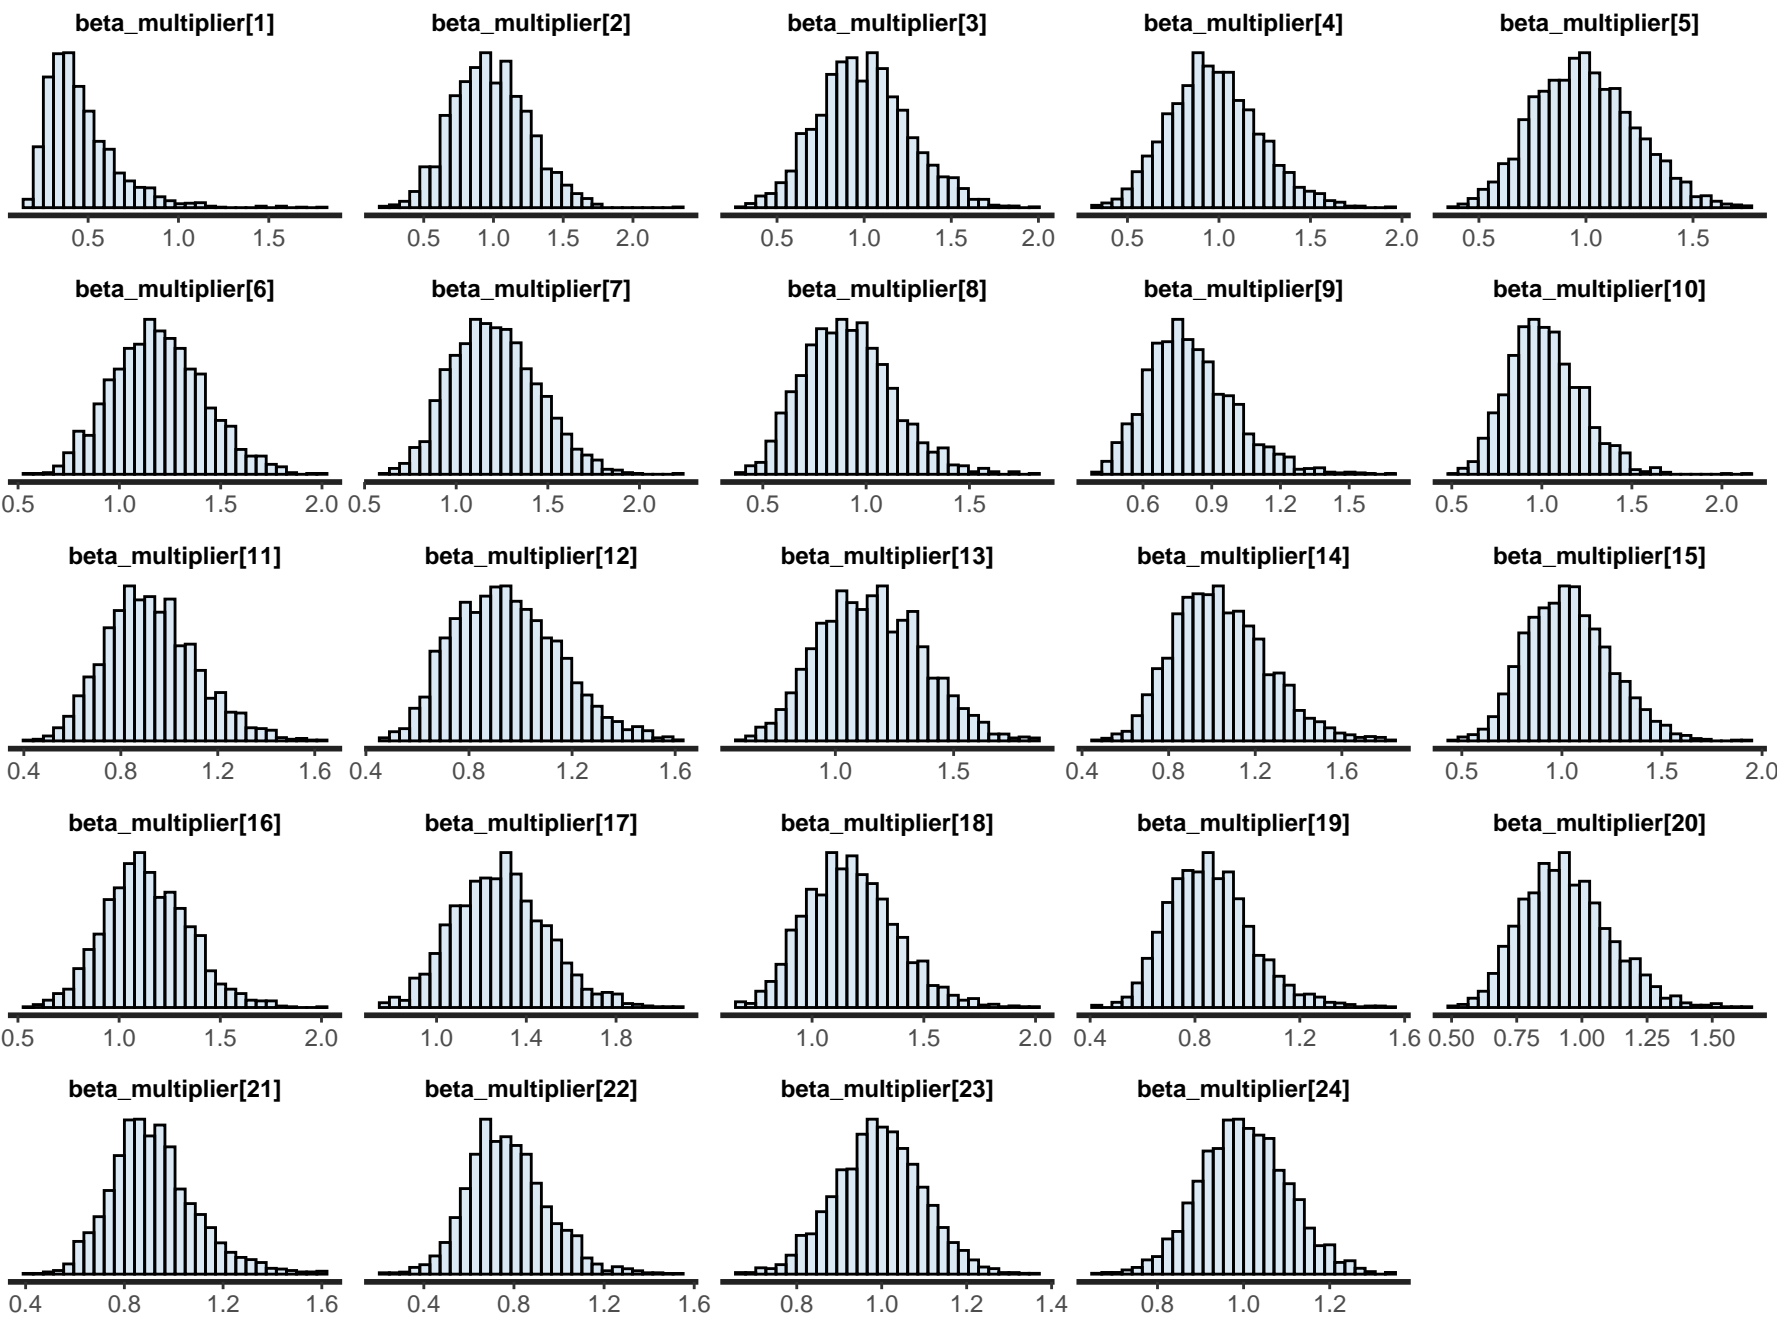 beta_multiplier[1] beta_multiplier[2] beta_multiplier[3] beta_multiplier[4] beta_multiplier[5]
0.5 1.0 1.5 0.5 1.0 1.5 2.0 0.5 1.0 1.5 2.0 0.5 1.0 1.5 2.0 0.5 1.0 1.5
beta_multiplier[6] beta_multiplier[7] beta_multiplier[8] beta_multiplier[9] beta_multiplier[10]
0.5 1.0 1.5 2.0 0.5 1.0 1.5 2.0 0.5 1.0 1.5 0.6 0.9 1.2 1.5 0.5 1.0 1.5 2.0
beta_multiplier[11] beta_multiplier[12] beta_multiplier[13] beta_multiplier[14] beta_multiplier[15]
0.4 0.8 1.2 1.6 0.4 0.8 1.2 1.6 1.0 1.5 0.4 0.8 1.2 1.6 0.5 1.0 1.5 2.0
beta_multiplier[16] beta_multiplier[17] beta_multiplier[18] beta_multiplier[19] beta_multiplier[20]
0.5 1.0 1.5 2.0 1.0 1.4 1.8 1.0 1.5 2.0 0.4 0.8 1.2 1.6 0.50 0.75 1.00 1.25 1.50
beta_multiplier[21] beta_multiplier[22] beta_multiplier[23] beta_multiplier[24]
0.4 0.8 1.2 1.6 0.4 0.8 1.2 1.6 0.8 1.0 1.2 1.4 0.8 1.0 1.2